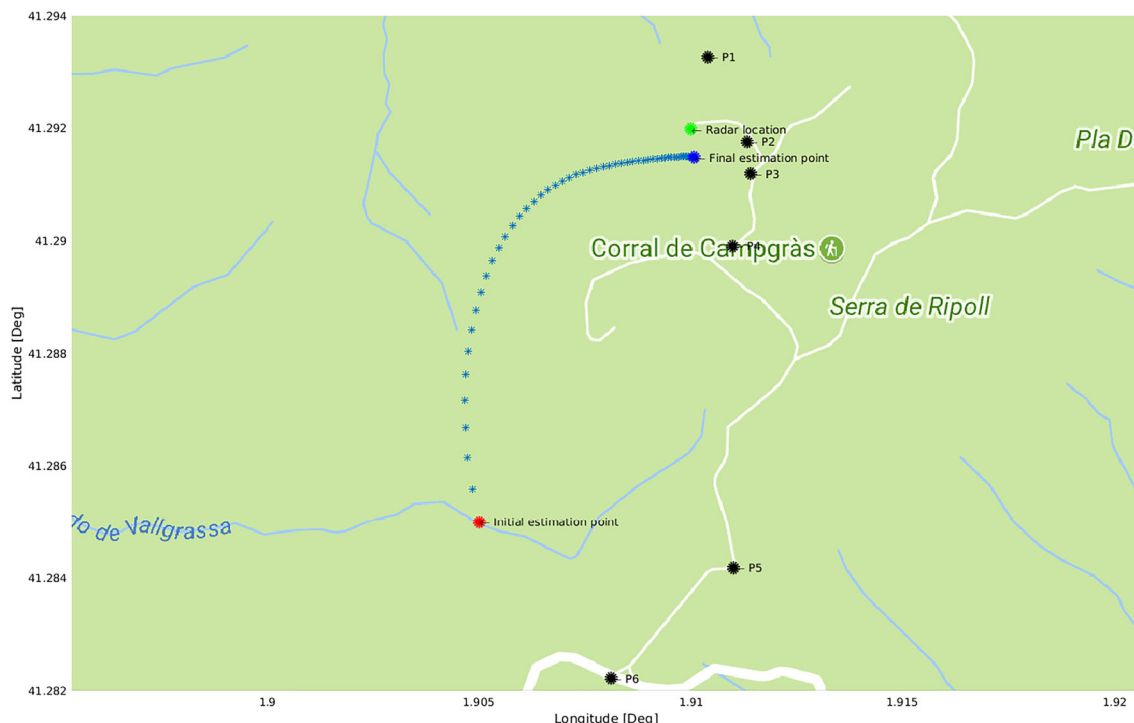 41.294
P1
41.292
← Radar location
← P2
Pla D
← Final estimation point
← P3
41.29
Corral de Campgràs
← P4
Serra de Ripoll
41.288
Latitude [Deg]
41.286
← Initial estimation point
do de Vallgrassa
41.284
← P5
← P6
41.282
1.9
1.905
1.91
1.915
1.92
Longitude [Deg]